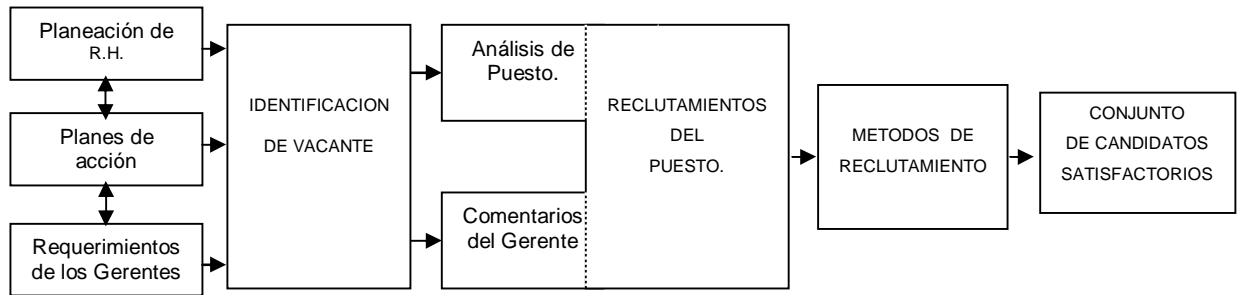 Planeación de
R.H.
Planes de
acción
Requerimientos
de los Gerentes
IDENTIFICACION
DE VACANTE
Análisis de
Puesto.
Comentarios
del Gerente
RECLUTAMIENTOS
DEL
PUESTO.
METODOS DE
RECLUTAMIENTO
CONJUNTO
DE CANDIDATOS
SATISFACTORIOS